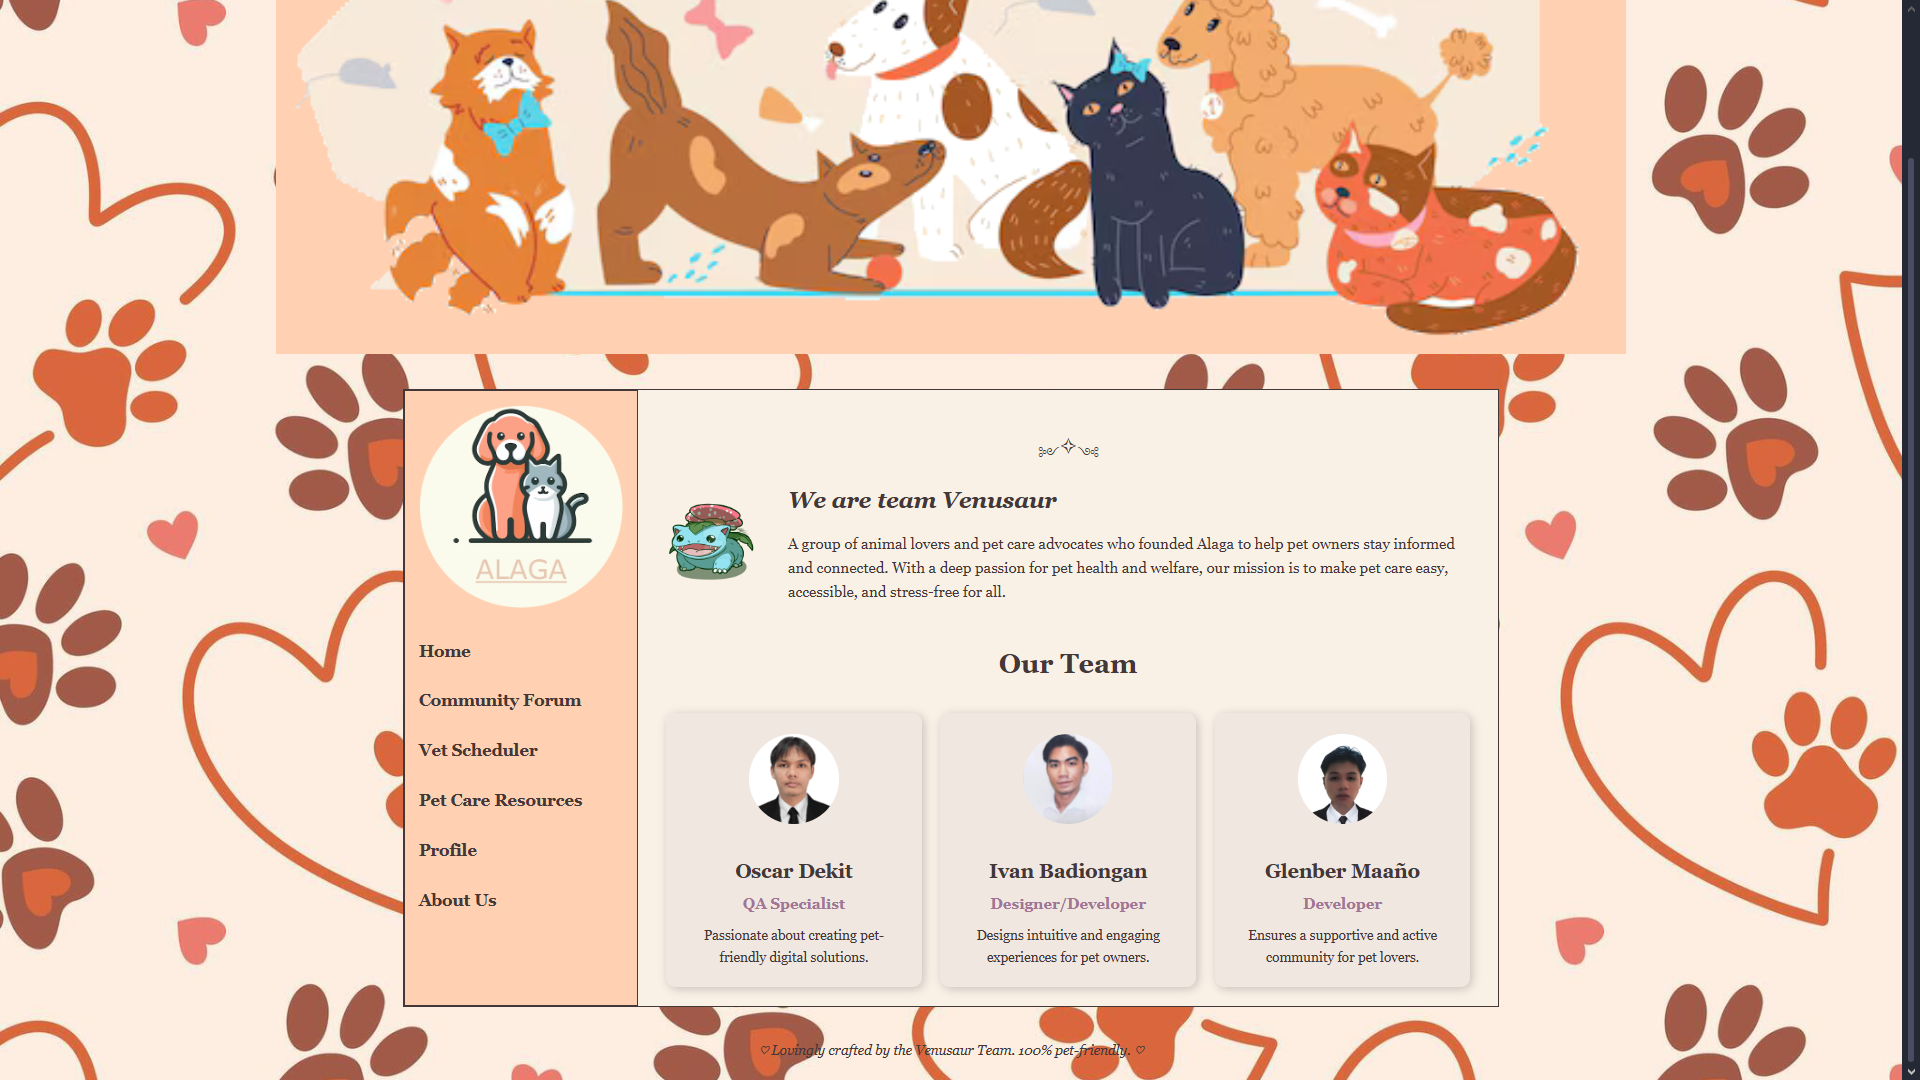 ALAGA
Home
Community Forum
Vet Scheduler
Pet Care Resources
Profile
About Us
༻⟡༺
We are team Venusaur
A group of animal lovers and pet care advocates who founded Alaga to help pet owners stay informed
and connected. With a deep passion for pet health and welfare, our mission is to make pet care easy,
accessible, and stress-free for all.
Our Team
Oscar Dekit
QA Specialist
Passionate about creating pet-
friendly digital solutions.
Ivan Badiongan
Designer/Developer
Designs intuitive and engaging
experiences for pet owners.
Glenber Maaño
Developer
Ensures a supportive and active
community for pet lovers.
♡ Lovingly crafted by the Venusaur Team. 100% pet-friendly. ♡